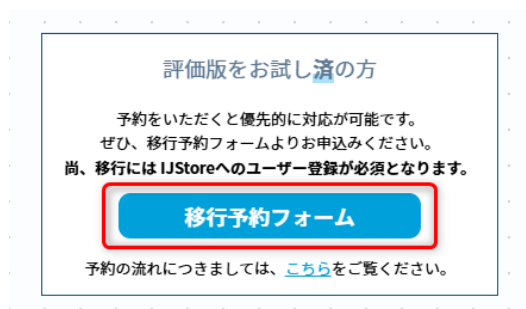 評価版をお試し済の方
予約をいただくと優先的に対応が可能です。
ぜひ、移行予約フォームよりお申込みください。
尚、移行には IJStoreへのユーザー登録が必須となります。
移行予約フォーム
予約の流れにつきましては、こちらをご覧ください。